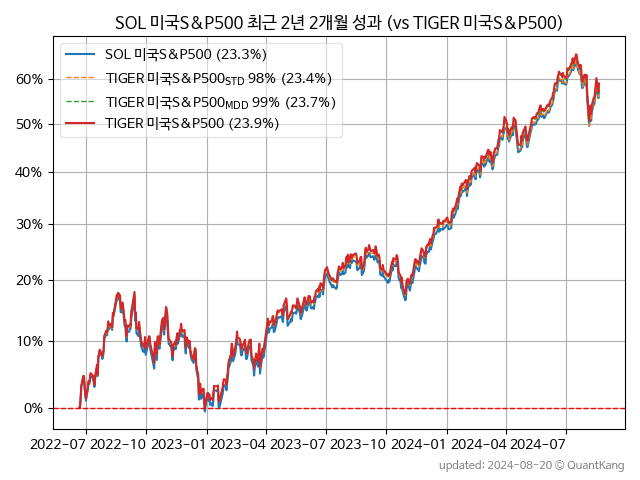 SOL 미국S&P500 최근 2년 2개월 성과 (vs TIGER 미국S&P500)
SOL 미국S&P500 (23.3%)
TIGER 미국S&P500STD 98% (23.4%)
TIGER 미국S&P500MDD 99% (23.7%)
TIGER 미국S&P500 (23.9%)
60%
50%
40%
30%
20%
10%
0%
2022-07 2022-10 2023-01 2023-04 2023-07 2023-10 2024-01 2024-04 2024-07
updated: 2024-08-20 © QuantKang